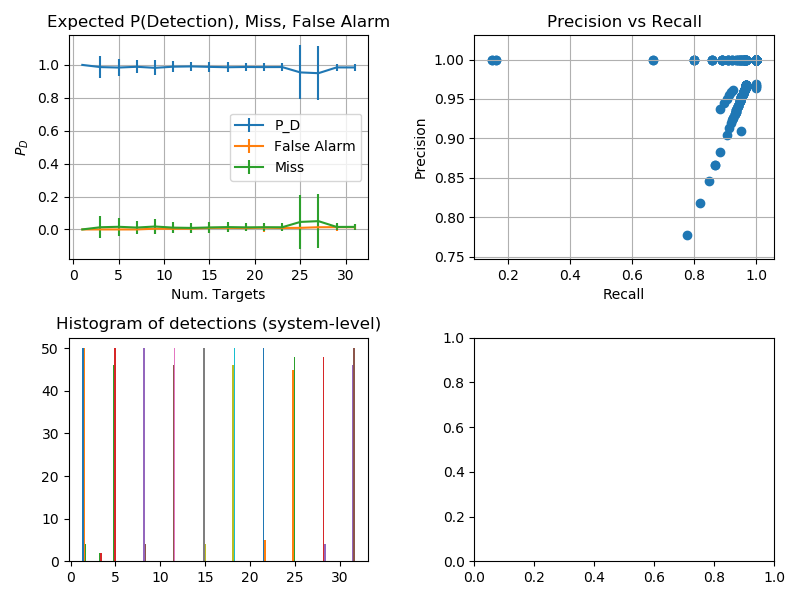 Expected P(Detection), Miss, False Alarm
1.0
0.8
0.6
0.4
0.2
0.0
P_D
P_D
False Alarm
Miss
0 5 10 15 20 25 30
Num. Targets
Precision vs Recall
1.00
0.95
0.90
0.85
0.80
0.75
Precision
0.2 0.4 0.6 0.8 1.0
Recall
Histogram of detections (system-level)
50
40
30
20
10
0
0 5 10 15 20 25 30
1.0
0.8
0.6
0.4
0.2
0.0
0.0 0.2 0.4 0.6 0.8 1.0